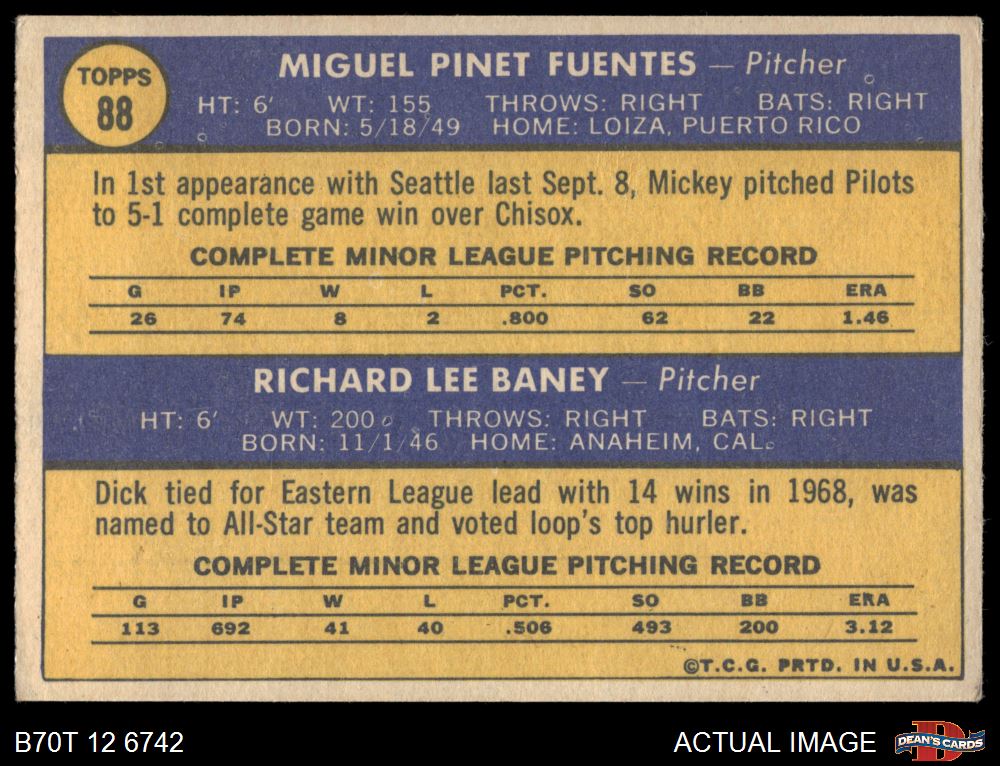 TOPPS
88
MIGUEL PINET FUENTES — Pitcher
HT: 6' WT: 155 THROWS: RIGHT BATS: RIGHT
BORN: 5/18/49 HOME: LOIZA, PUERTO RICO
In 1st appearance with Seattle last Sept. 8, Mickey pitched Pilots
to 5-1 complete game win over Chisox.
COMPLETE MINOR LEAGUE PITCHING RECORD
G IP W L PCT. SO BB ERA
26 74 8 2 .800 62 22 1.46
RICHARD LEE BANEY — Pitcher
HT: 6' WT: 200 THROWS: RIGHT BATS: RIGHT
BORN: 11/1/46 HOME: ANAHEIM, CAL.
Dick tied for Eastern League lead with 14 wins in 1968, was
named to All-Star team and voted loop's top hurler.
COMPLETE MINOR LEAGUE PITCHING RECORD
G IP W L PCT. SO BB ERA
113 692 41 40 .506 493 200 3.12
©T.C.G. PRTD. IN U.S.A.
B70T 12 6742
ACTUAL IMAGE
D
DEAN'S CARDS